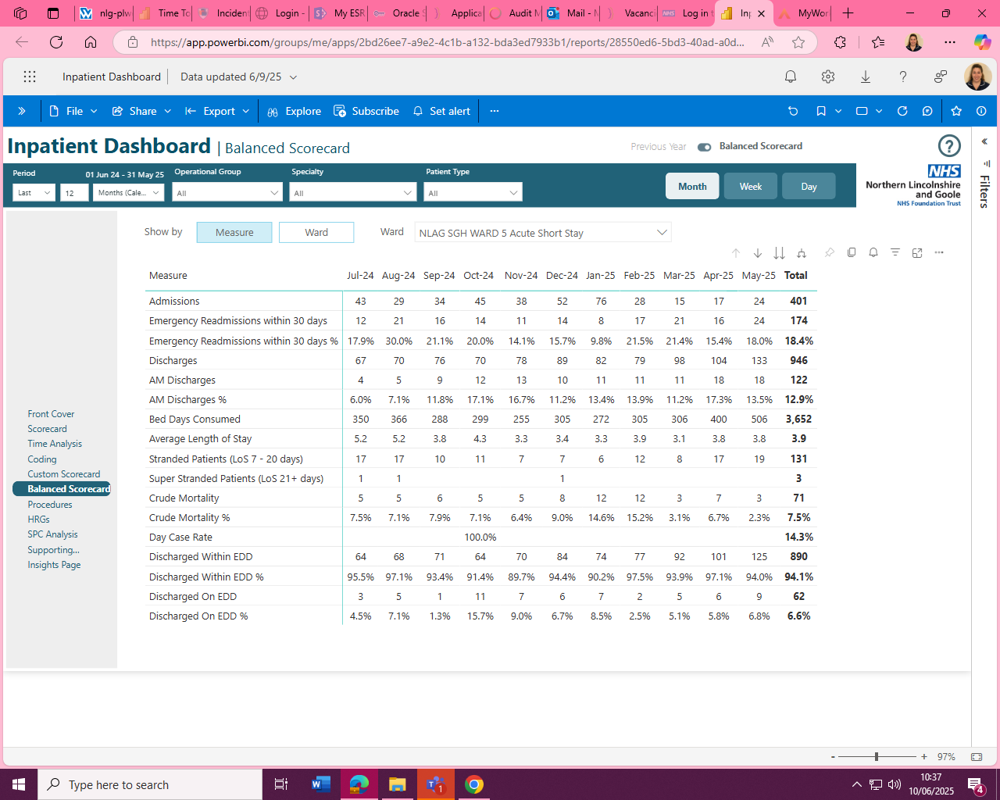 nlg-plw
Time To
Incident
Login -
My ESR
Oracle S
Applica
Audit M
Mail - M
Vacanci
Log in t
Inp
MyWor
https://app.powerbi.com/groups/me/apps/2bd26ee7-a9e2-4c1b-a132-bda3ed7933b1/reports/28550ed6-5bd3-40ad-a0d...
Inpatient Dashboard Data updated 6/9/25
File Share Export Explore Subscribe Set alert ...
Inpatient Dashboard | Balanced Scorecard
Previous Year Balanced Scorecard
Period 01 Jun 24 - 31 May 25 Operational Group Specialty Patient Type
Last 12 Months (Cale... All All All
Month Week Day
NHS
Northern Lincolnshire
and Goole
NHS Foundation Trust
Filters
Show by Measure Ward Ward NLAG SGH WARD 5 Acute Short Stay
Measure Jul-24 Aug-24 Sep-24 Oct-24 Nov-24 Dec-24 Jan-25 Feb-25 Mar-25 Apr-25 May-25 Total
Admissions 43 29 34 45 38 52 76 28 15 17 24 401
Emergency Readmissions within 30 days 12 21 16 14 11 14 8 17 21 16 24 174
Emergency Readmissions within 30 days % 17.9% 30.0% 21.1% 20.0% 14.1% 15.7% 9.8% 21.5% 21.4% 15.4% 18.0% 18.4%
Discharges 67 70 76 70 78 89 82 79 98 104 133 946
AM Discharges 4 5 9 12 13 10 11 11 11 18 18 122
AM Discharges % 6.0% 7.1% 11.8% 17.1% 16.7% 11.2% 13.4% 13.9% 11.2% 17.3% 13.5% 12.9%
Bed Days Consumed 350 366 288 299 255 305 272 305 306 400 506 3,652
Average Length of Stay 5.2 5.2 3.8 4.3 3.3 3.4 3.3 3.9 3.1 3.8 3.8 3.9
Stranded Patients (LoS 7 - 20 days) 17 17 10 11 7 7 6 12 8 17 19 131
Super Stranded Patients (LoS 21+ days) 1 1 1 3
Crude Mortality 5 5 6 5 5 8 12 12 3 7 3 71
Crude Mortality % 7.5% 7.1% 7.9% 7.1% 6.4% 9.0% 14.6% 15.2% 3.1% 6.7% 2.3% 7.5%
Day Case Rate 100.0% 14.3%
Discharged Within EDD 64 68 71 64 70 84 74 77 92 101 125 890
Discharged Within EDD % 95.5% 97.1% 93.4% 91.4% 89.7% 94.4% 90.2% 97.5% 93.9% 97.1% 94.0% 94.1%
Discharged On EDD 3 5 1 11 7 6 7 2 5 6 9 62
Discharged On EDD % 4.5% 7.1% 1.3% 15.7% 9.0% 6.7% 8.5% 2.5% 5.1% 5.8% 6.8% 6.6%
Front Cover
Scorecard
Time Analysis
Coding
Custom Scorecard
Balanced Scorecard
Procedures
HRGs
SPC Analysis
Supporting...
Insights Page
- + 97%
Type here to search
1
10:37
10/06/2025
4